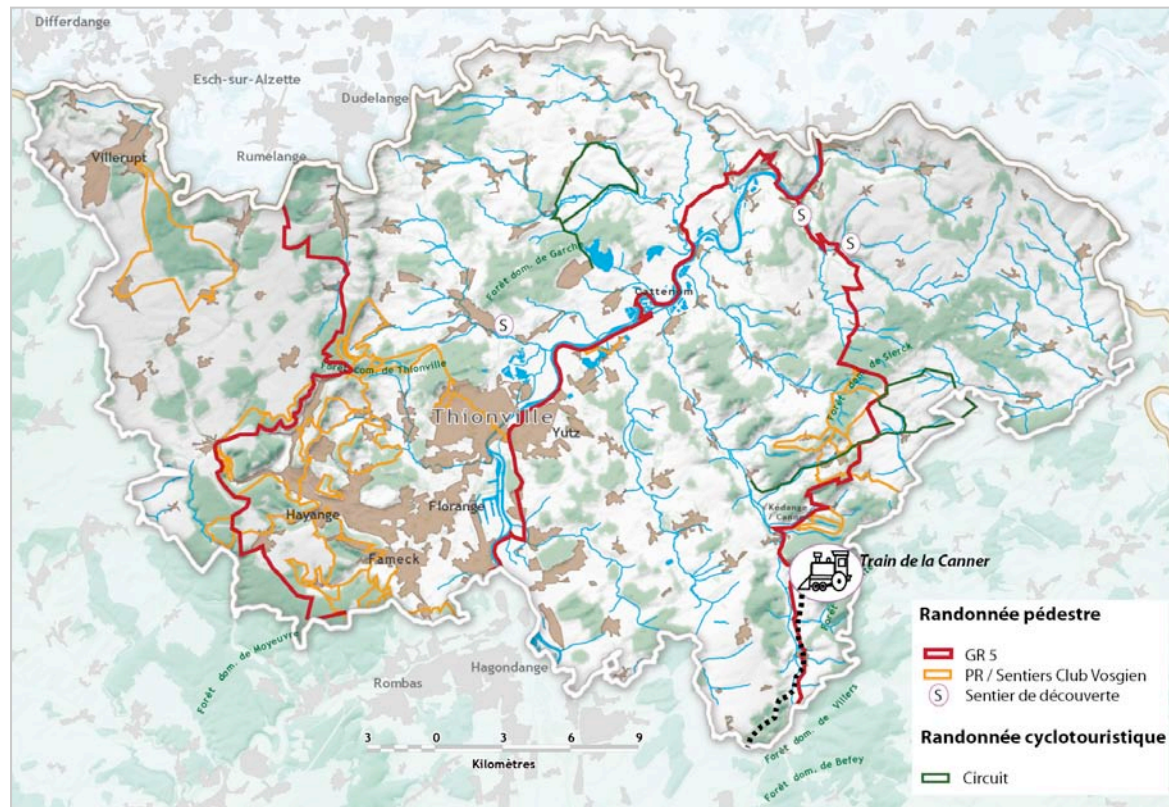 Differdange
Esch-sur-Alzette
Dudelange
Villerupt
Rumelange
Forêt dom. de Garche
S
S
Cattenom
S
Forêt dom. de Thionville
Forêt dom. de Sierck
Thionville
Yutz
Hayange
Florange
Kédange
/ Canner
Fameck
Train de la Canner
Forêt
Forêt dom. de Moyeuvre
Hagondange
Rombas
Forêt dom. de Villers
Forêt dom. de Befey
3 0 3 6 9
Kilomètres
Randonnée pédestre
GR 5
PR / Sentiers Club Vosgien
S Sentier de découverte
Randonnée cyclotouristique
Circuit